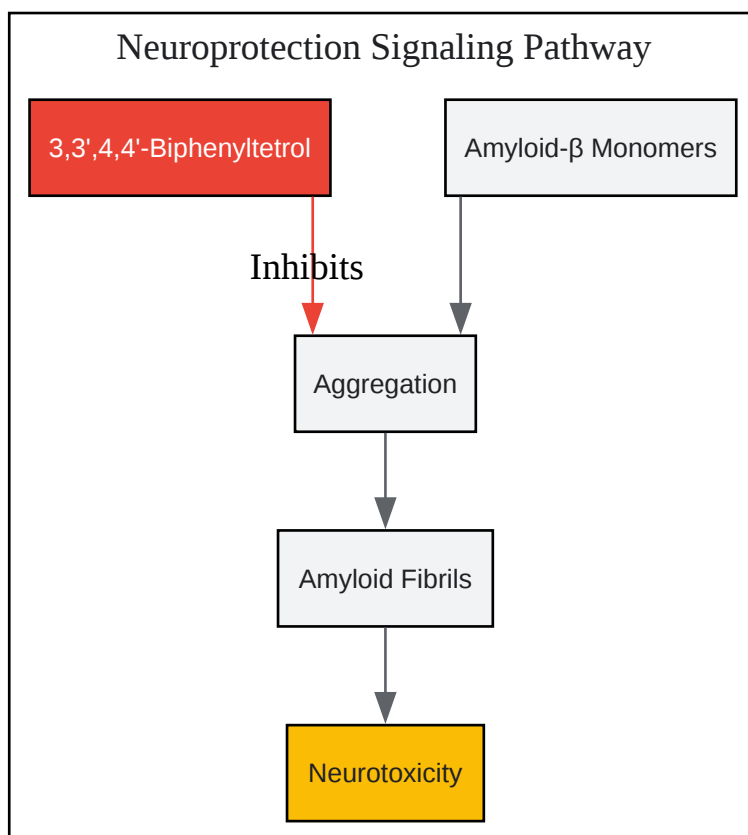 Neuroprotection Signaling Pathway
3,3',4,4'-Biphenyltetrol
Amyloid-β Monomers
Inhibits
Aggregation
Amyloid Fibrils
Neurotoxicity